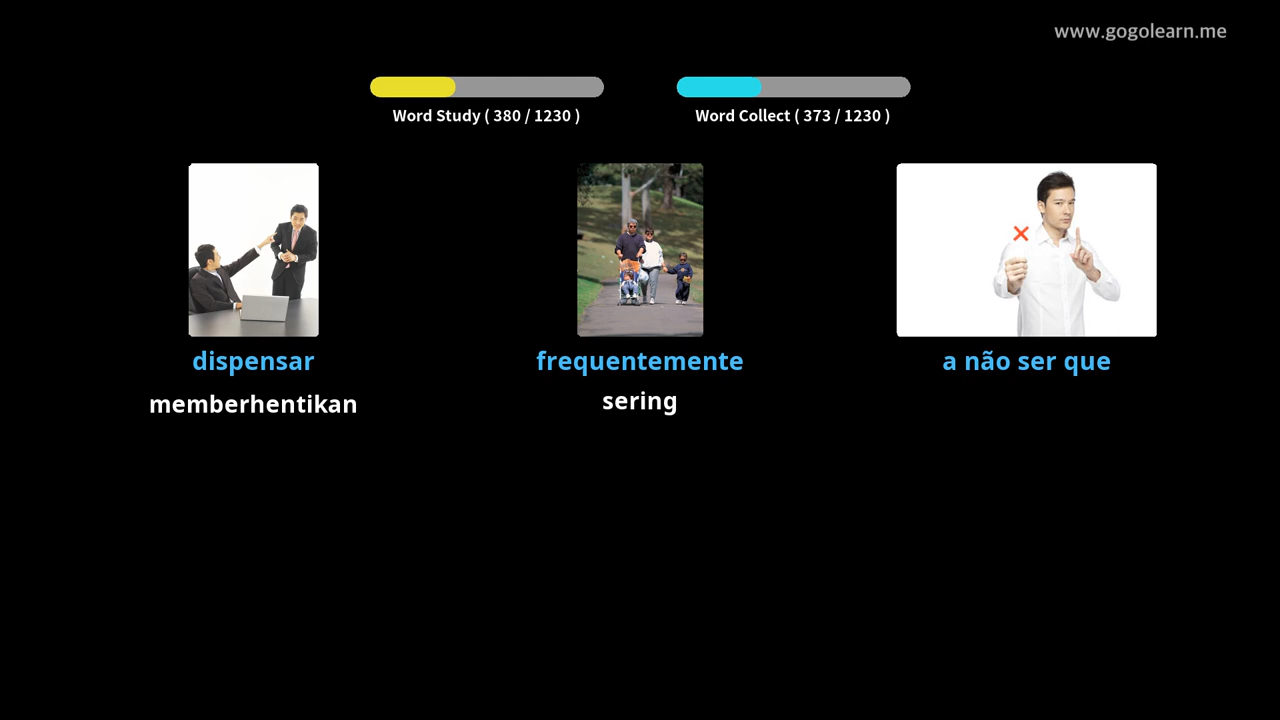 www.gogolearn.me
Word Study ( 380 / 1230 )
Word Collect ( 373 / 1230 )
dispensar
frequentemente
a não ser que
memberhentikan
sering